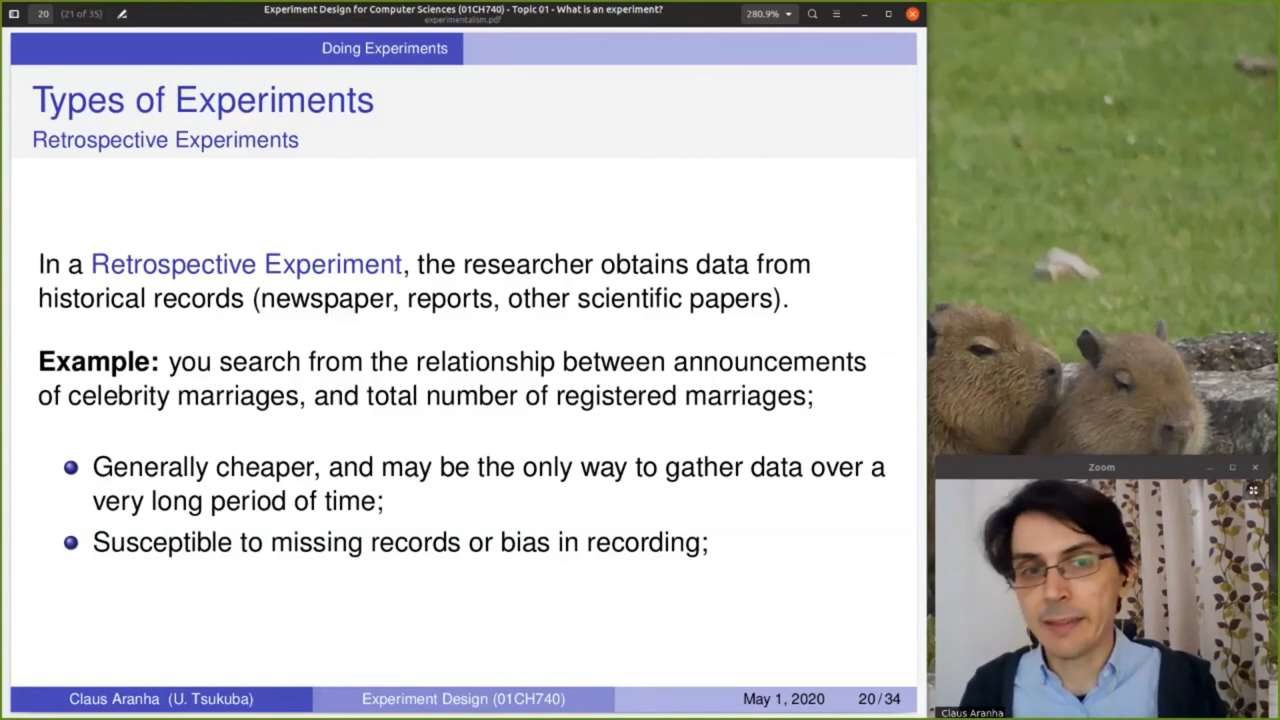 20
(21 of 35)
Experiment Design for Computer Sciences (01CH740) - Topic 01 - What is an experiment?
experimentalism.pdf
280.9%
Doing Experiments
Types of Experiments
Retrospective Experiments
In a Retrospective Experiment, the researcher obtains data from
historical records (newspaper, reports, other scientific papers).
Example: you search from the relationship between announcements
of celebrity marriages, and total number of registered marriages;
Generally cheaper, and may be the only way to gather data over a
very long period of time;
Susceptible to missing records or bias in recording;
Claus Aranha (U. Tsukuba)
Experiment Design (01CH740)
May 1, 2020
20/34
Zoom
Claus Aranha